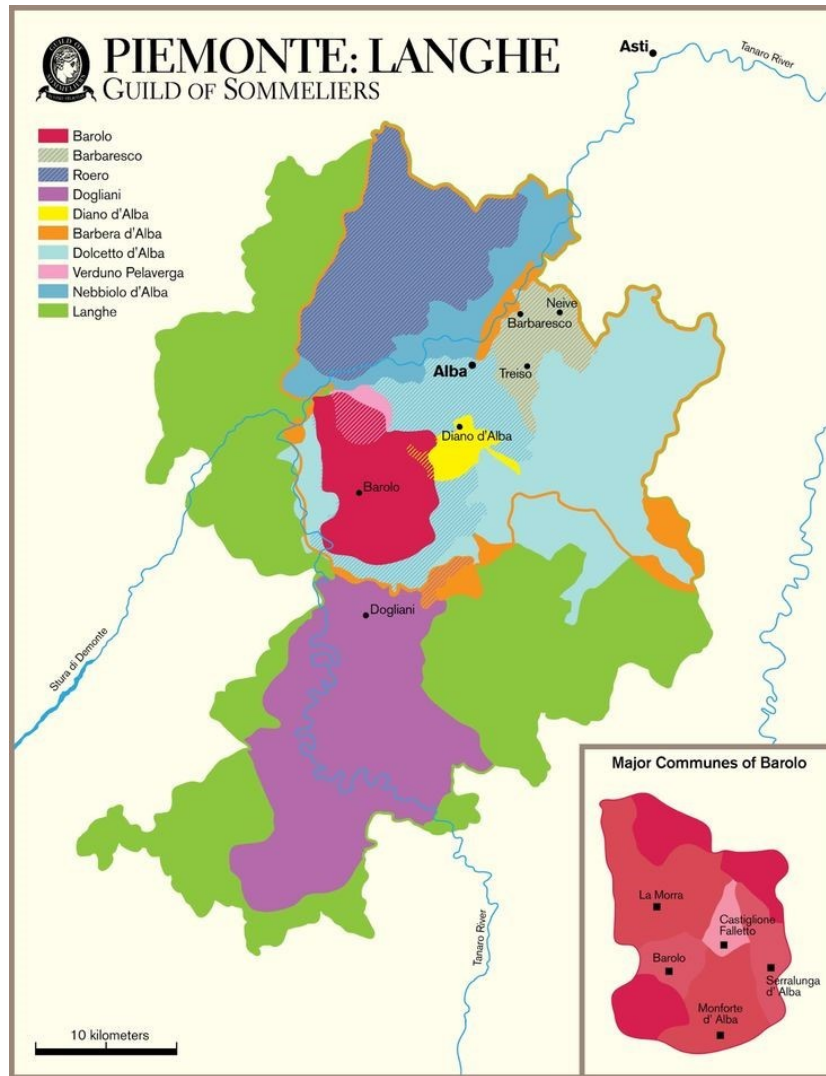 PIEMONTE: LANGHE
GUILD OF SOMMELIERS
Asti
Tanaro River
Barolo
Barbaresco
Roero
Dogliani
Diano d'Alba
Barbera d'Alba
Dolcetto d'Alba
Verduno Pelaverga
Nebbiolo d'Alba
Langhe
Neive
Barbaresco
Alba
Treiso
Diano d'Alba
Barolo
Dogliani
Stura di Demonte
Tanaro River
10 kilometers
Major Communes of Barolo
La Morra
Castiglione
Falletto
Barolo
Serralunga
d' Alba
Monforte
d' Alba